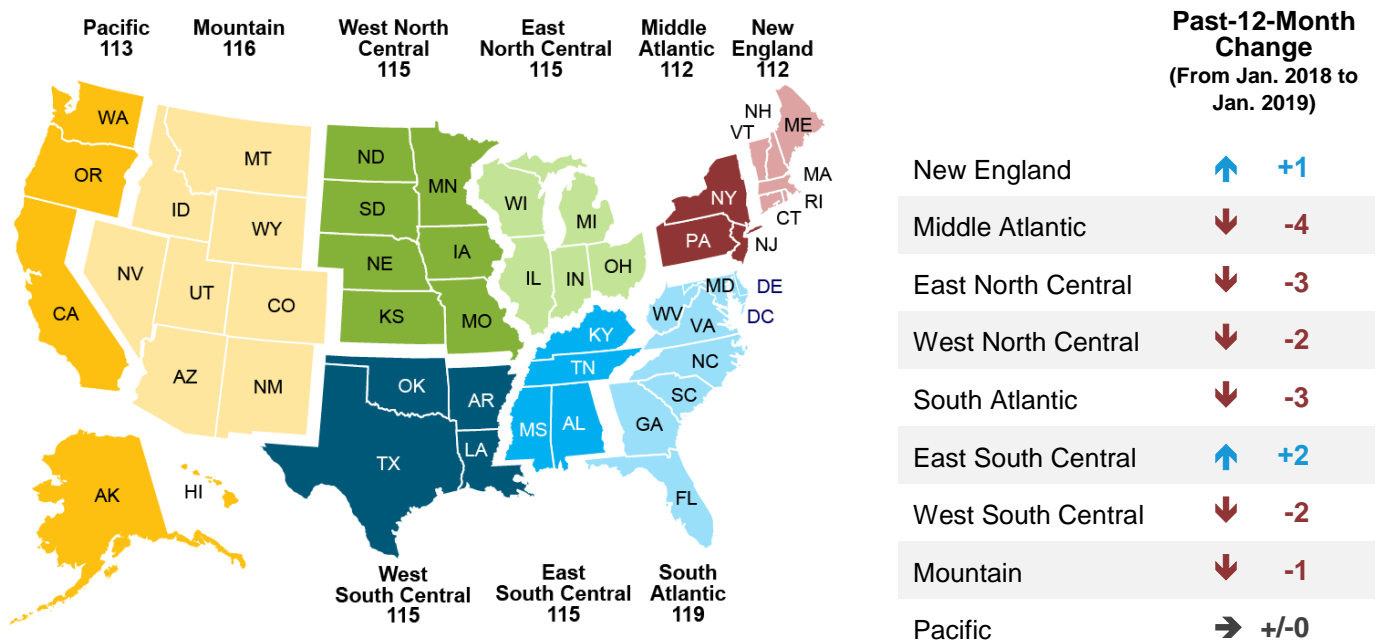 Pacific
113
Mountain
116
West North
Central
115
East
North Central
115
Middle
Atlantic
112
New
England
112
WA
OR
CA
AK
HI
MT
ID
WY
NV
UT
CO
AZ
NM
ND
SD
NE
KS
MN
IA
MO
WI
MI
IL
IN
OH
NY
PA
NJ
NH
VT
ME
MA
RI
CT
OK
TX
AR
LA
KY
TN
MS
AL
MD
DE
DC
WV
VA
NC
SC
GA
FL
West
South Central
115
East
South Central
115
South
Atlantic
119
Past-12-Month
Change
(From Jan. 2018 to
Jan. 2019)
New England ↑ +1
Middle Atlantic ↓ -4
East North Central ↓ -3
West North Central ↓ -2
South Atlantic ↓ -3
East South Central ↑ +2
West South Central ↓ -2
Mountain ↓ -1
Pacific → +/-0